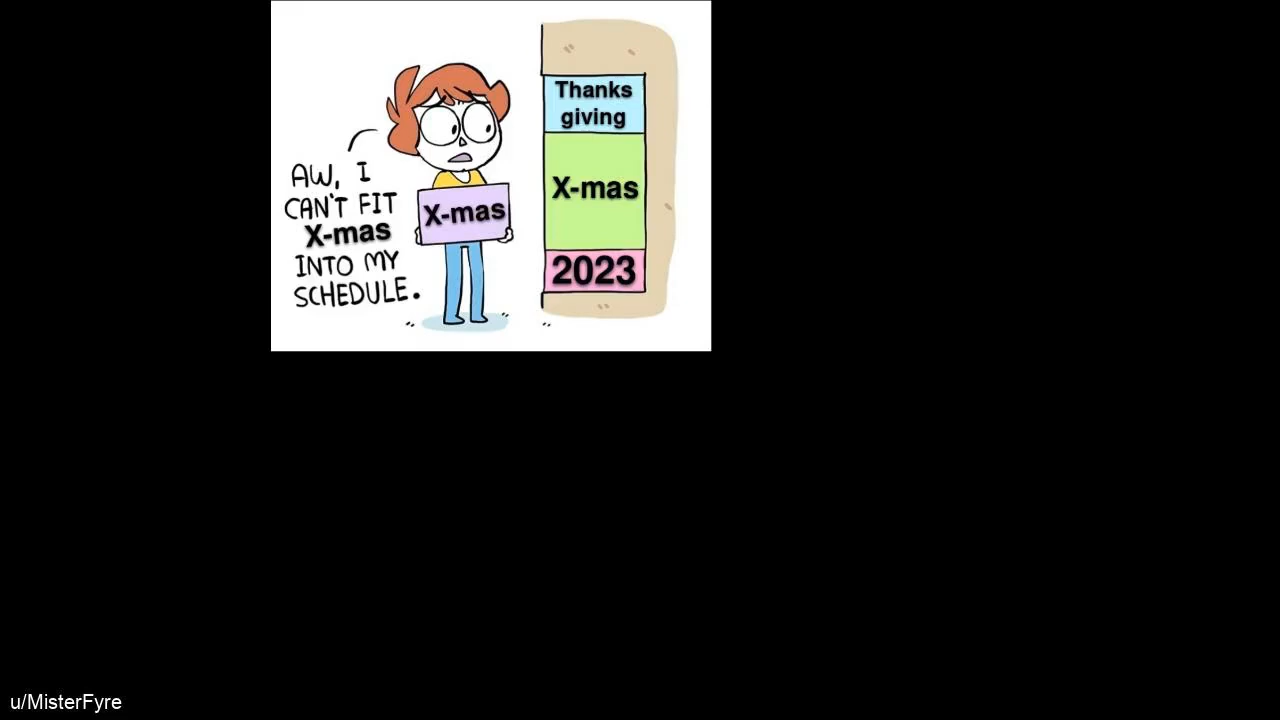 AW, I
CAN'T FIT
X-mas
INTO MY
SCHEDULE.
X-mas
Thanks
giving
X-mas
2023
u/MisterFyre